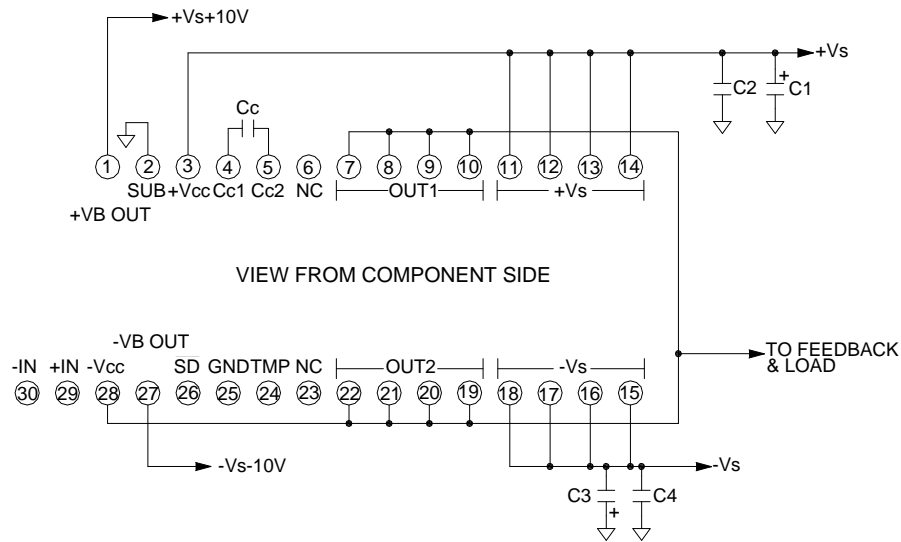 +Vs+10V
+Vs
C2 C1
+
Cc
1 2 3 4 5 6 7 8 9 10 11 12 13 14
SUB +Vcc Cc1 Cc2 NC OUT1 +Vs
+VB OUT
VIEW FROM COMPONENT SIDE
-VB OUT
-IN +IN -Vcc SD GND TMP NC OUT2 -Vs
TO FEEDBACK
& LOAD
30 29 28 27 26 25 24 23 22 21 20 19 18 17 16 15
-Vs-10V
-Vs
C3 C4
+